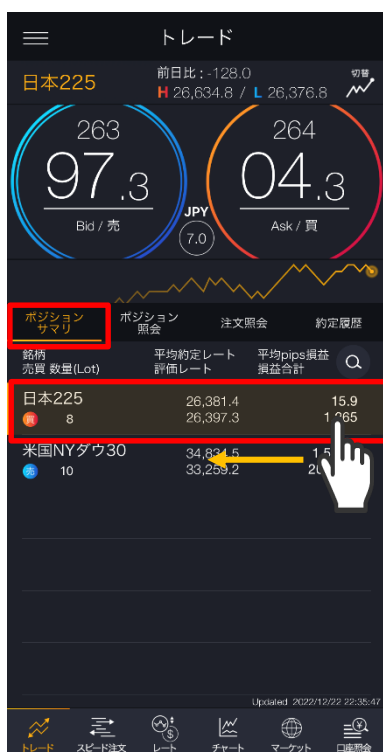 トレード
日本225
前日比:-128.0
H 26,634.8 / L 26,376.8
切替
263
97.3
Bid / 売
JPY
7.0
264
04.3
Ask / 買
ポジション
サマリ
ポジション
照会
注文照会
約定履歴
銘柄
売買 数量(Lot)
平均約定レート
評価レート
平均pips損益
損益合計
日本225
26,381.4
15.9
買 8
26,397.3
米国NYダウ30
売 10
33,259.2
Updated 2022/12/22 22:35:47
トレード
スピード注文
レート
チャート
マーケット
口座照会